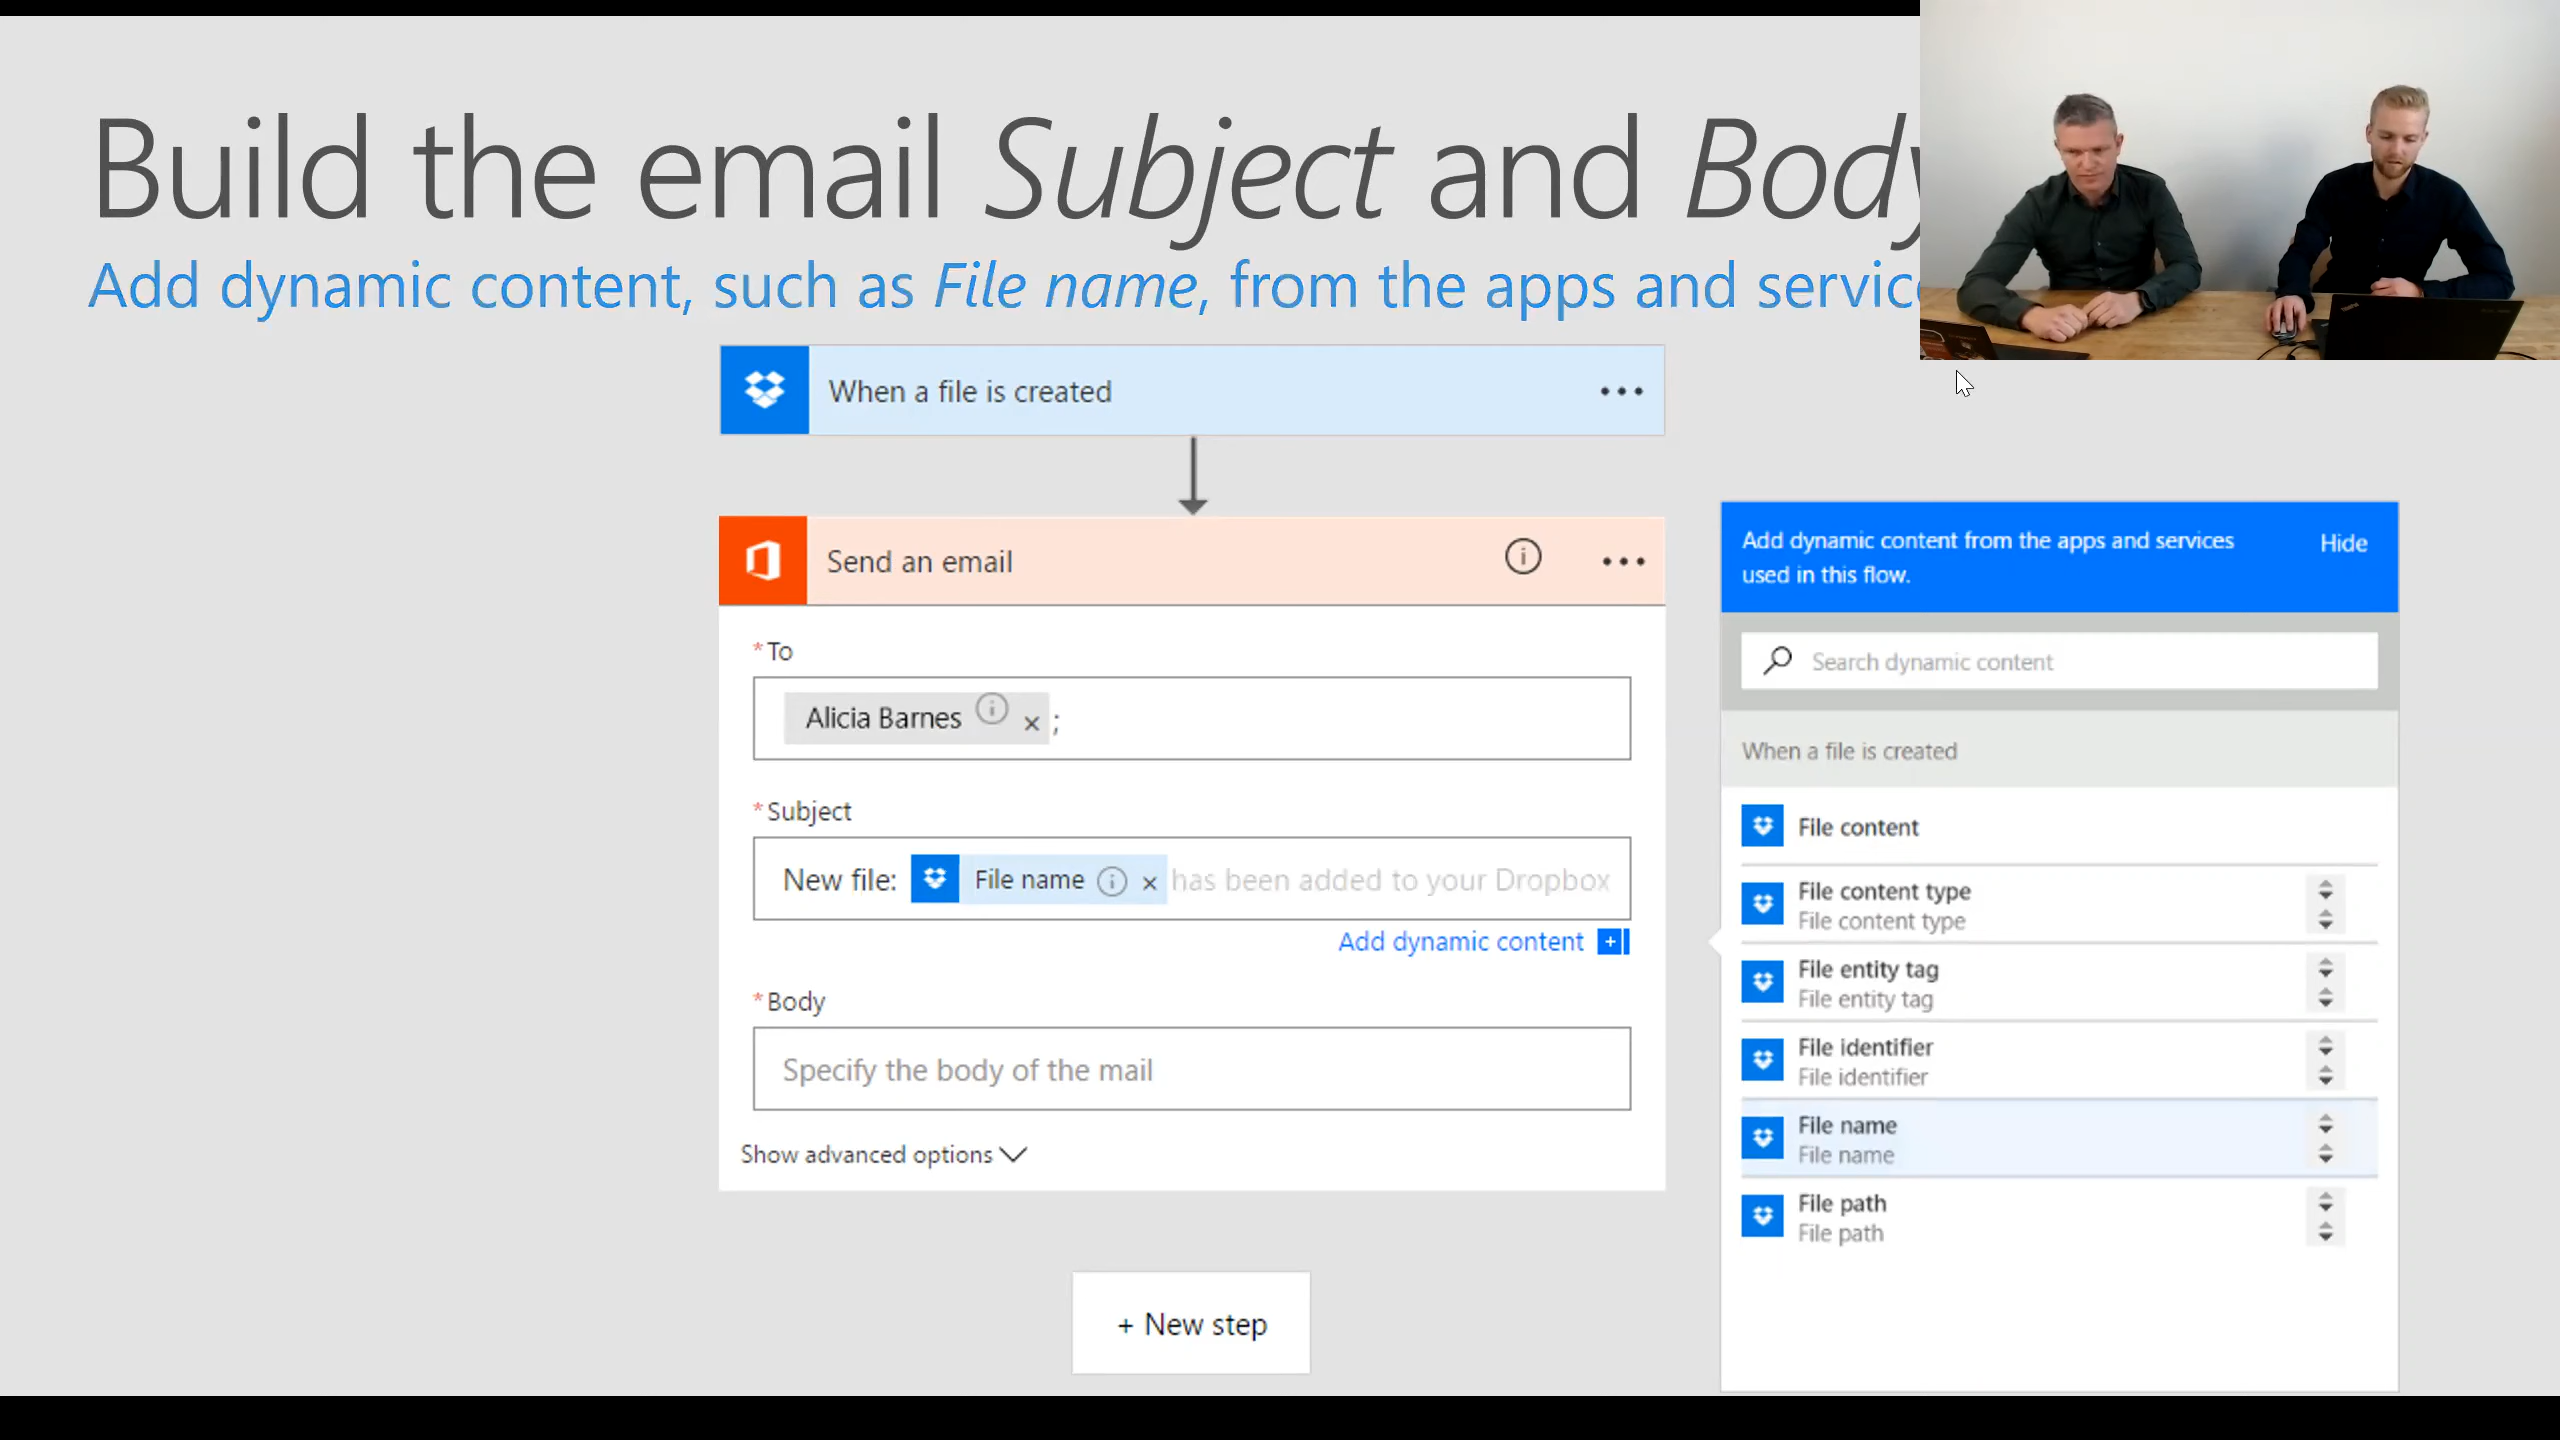 Build the email Subject and Body
Add dynamic content, such as File name, from the apps and servic
When a file is created
Send an email
Add dynamic content from the apps and services
used in this flow.
Hide
*To
Alicia Barnes × ;
Search dynamic content
When a file is created
*Subject
New file: File name × has been added to your Dropbox
Add dynamic content +
*Body
Specify the body of the mail
Show advanced options
File content
File content type
File content type
File entity tag
File entity tag
File identifier
File identifier
File name
File name
File path
File path
+ New step